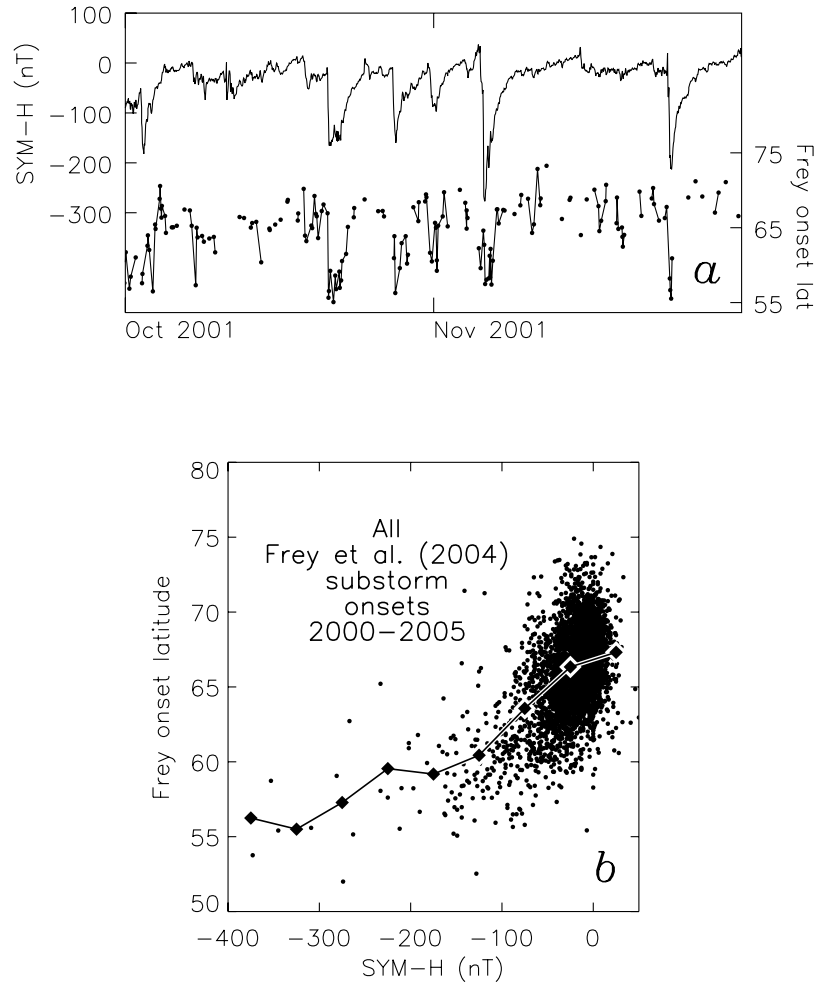 100
0
−100
−200
−300
SYM−H (nT)
75
65
55
Frey onset lat
a
Oct 2001
Nov 2001
80
75
70
65
60
55
50
Frey onset latitude
All
Frey et al. (2004)
substorm
onsets
2000−2005
b
−400
−300
−200
−100
0
SYM−H (nT)